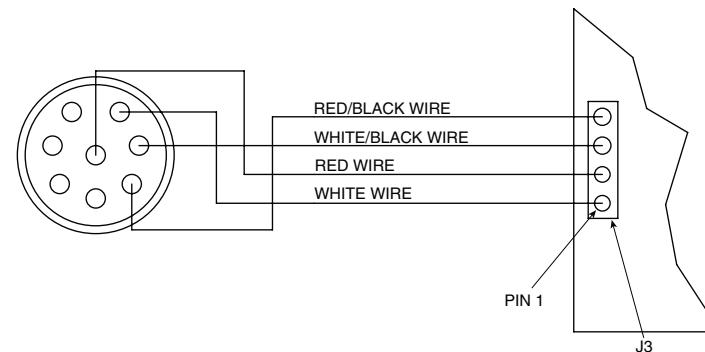 RED/BLACK WIRE
WHITE/BLACK WIRE
RED WIRE
WHITE WIRE
PIN 1
J3